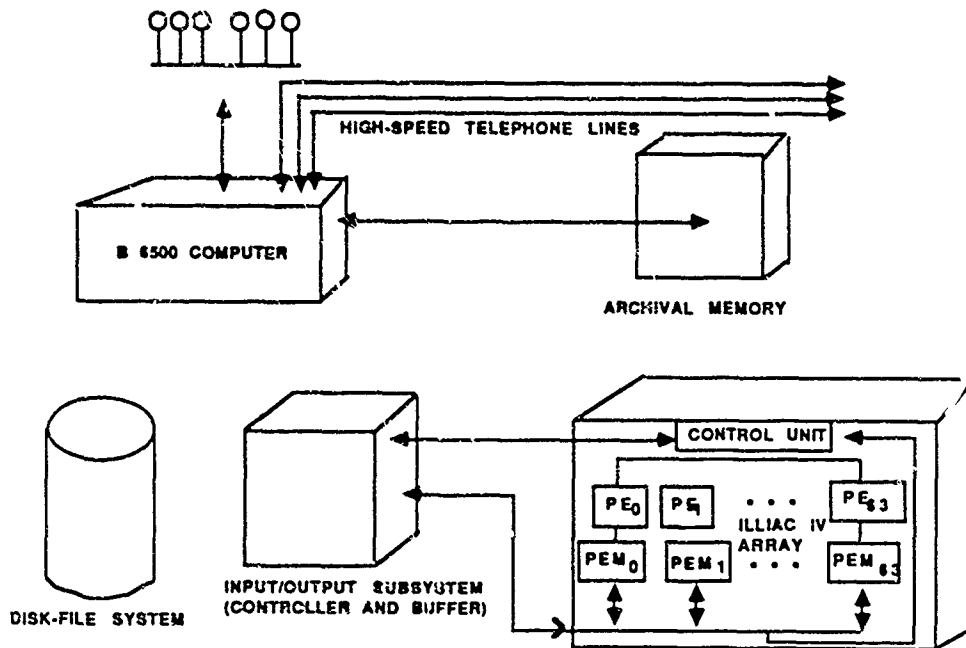 HIGH-SPEED TELEPHONE LINES
B 6500 COMPUTER
ARCHIVAL MEMORY
CONTROL UNIT
PE0 PE1 • • • PE63
ILLIAC IV
ARRAY
PEM0 PEM1 • • • PEM63
INPUT/OUTPUT SUBSYSTEM
(CONTROLLER AND BUFFER)
DISK-FILE SYSTEM